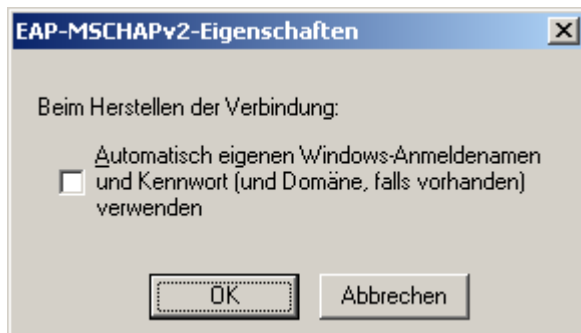 EAP-MSCHAPv2-Eigenschaften
Beim Herstellen der Verbindung:
Automatisch eigenen Windows-Anmeldenamen
und Kennwort (und Domäne, falls vorhanden)
verwenden
OK
Abbrechen